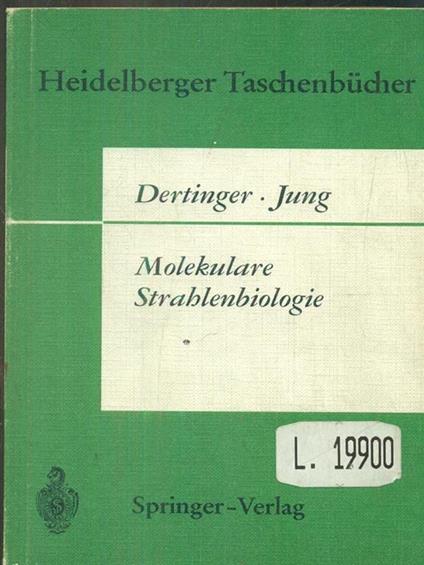 Heidelberger Taschenbücher
Dertinger · Jung
Molekulare
Strahlenbiologie
L. 19900
Springer-Verlag